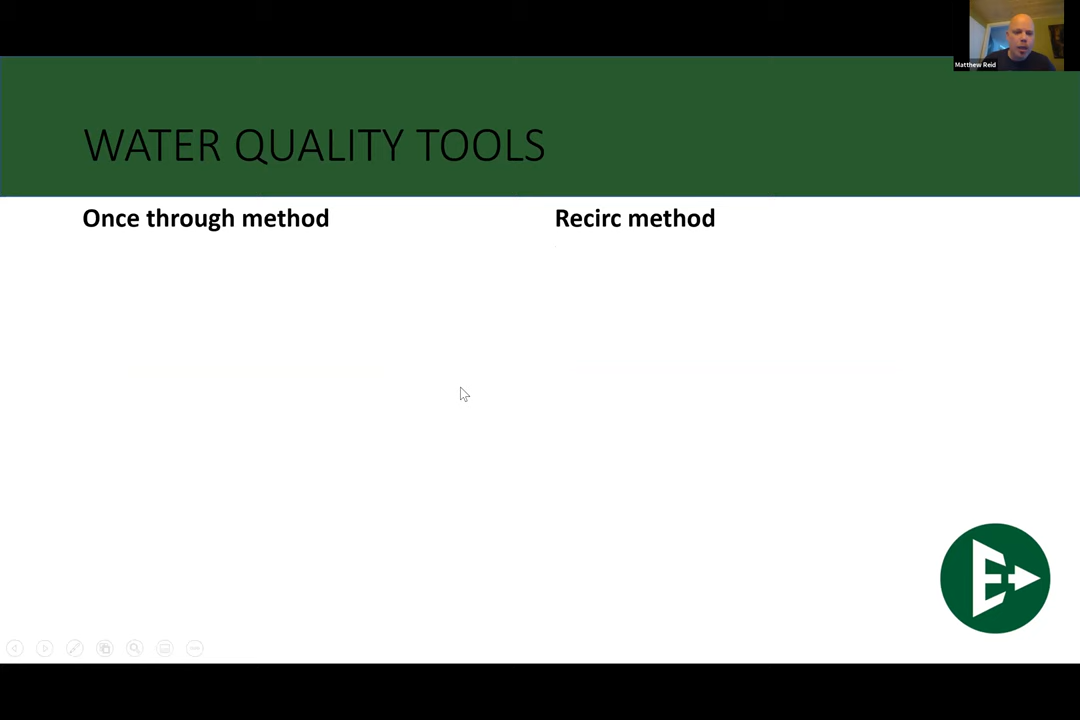 Matthew Reid
WATER QUALITY TOOLS
Once through method
Recirc method
E